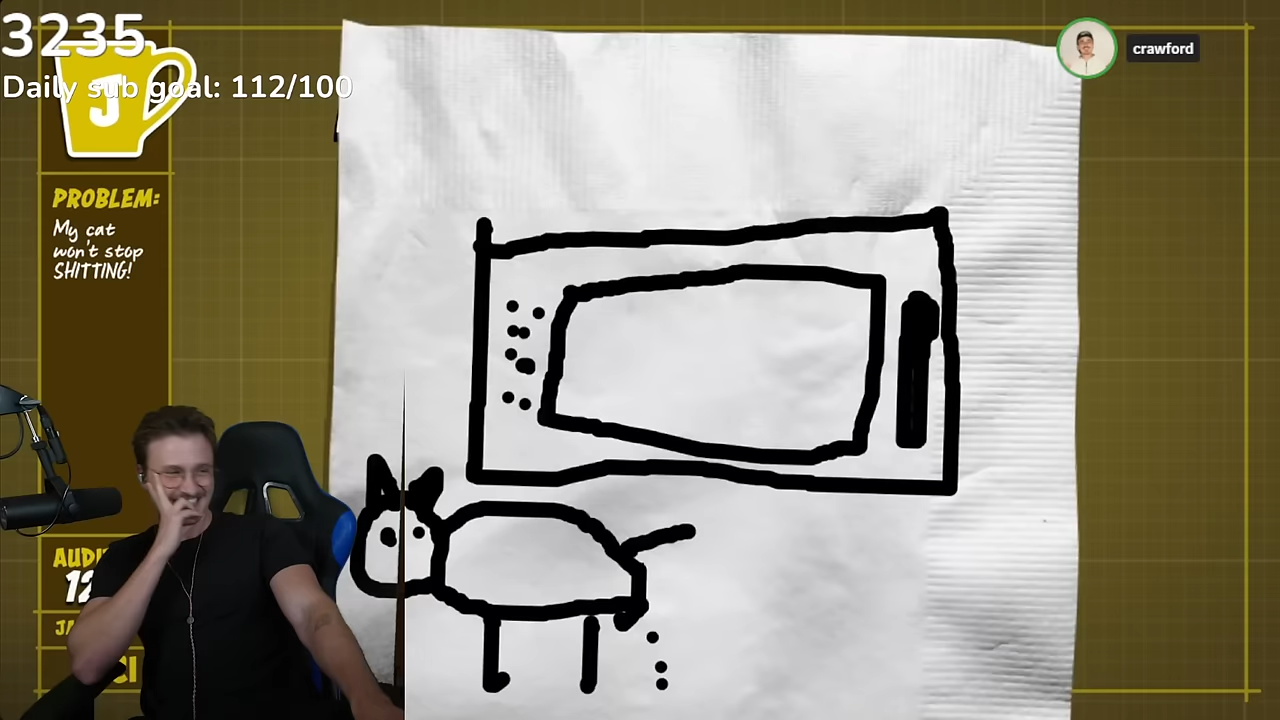 3235
Daily sub goal: 112/100
J
crawford
PROBLEM:
My cat
won't stop
SHITTING!